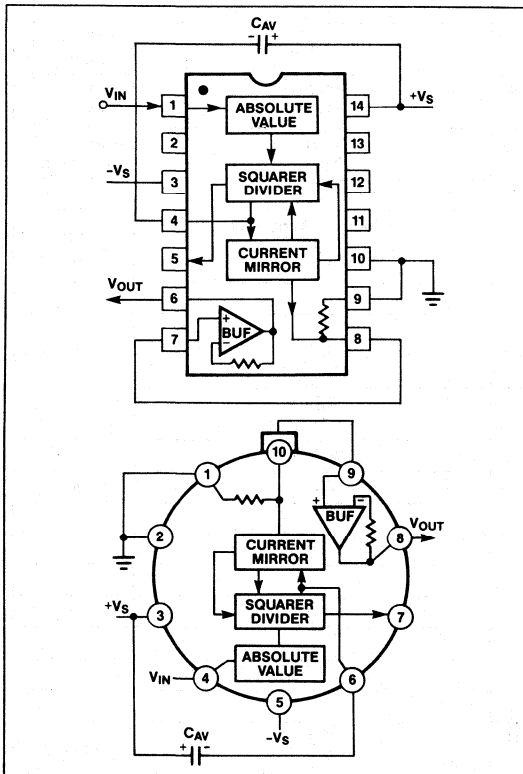 CAV
- +
VIN
1
ABSOLUTE
VALUE
14
+VS
2
13
-VS
3
SQUARER
DIVIDER
12
4
11
5
CURRENT
MIRROR
10
VOUT
6
9
7
+
BUF
-
8
10
1
9
+
-
BUF
VOUT
2
8
CURRENT
MIRROR
+VS
3
SQUARER
DIVIDER
7
VIN
4
ABSOLUTE
VALUE
6
5
-VS
CAV
+ -